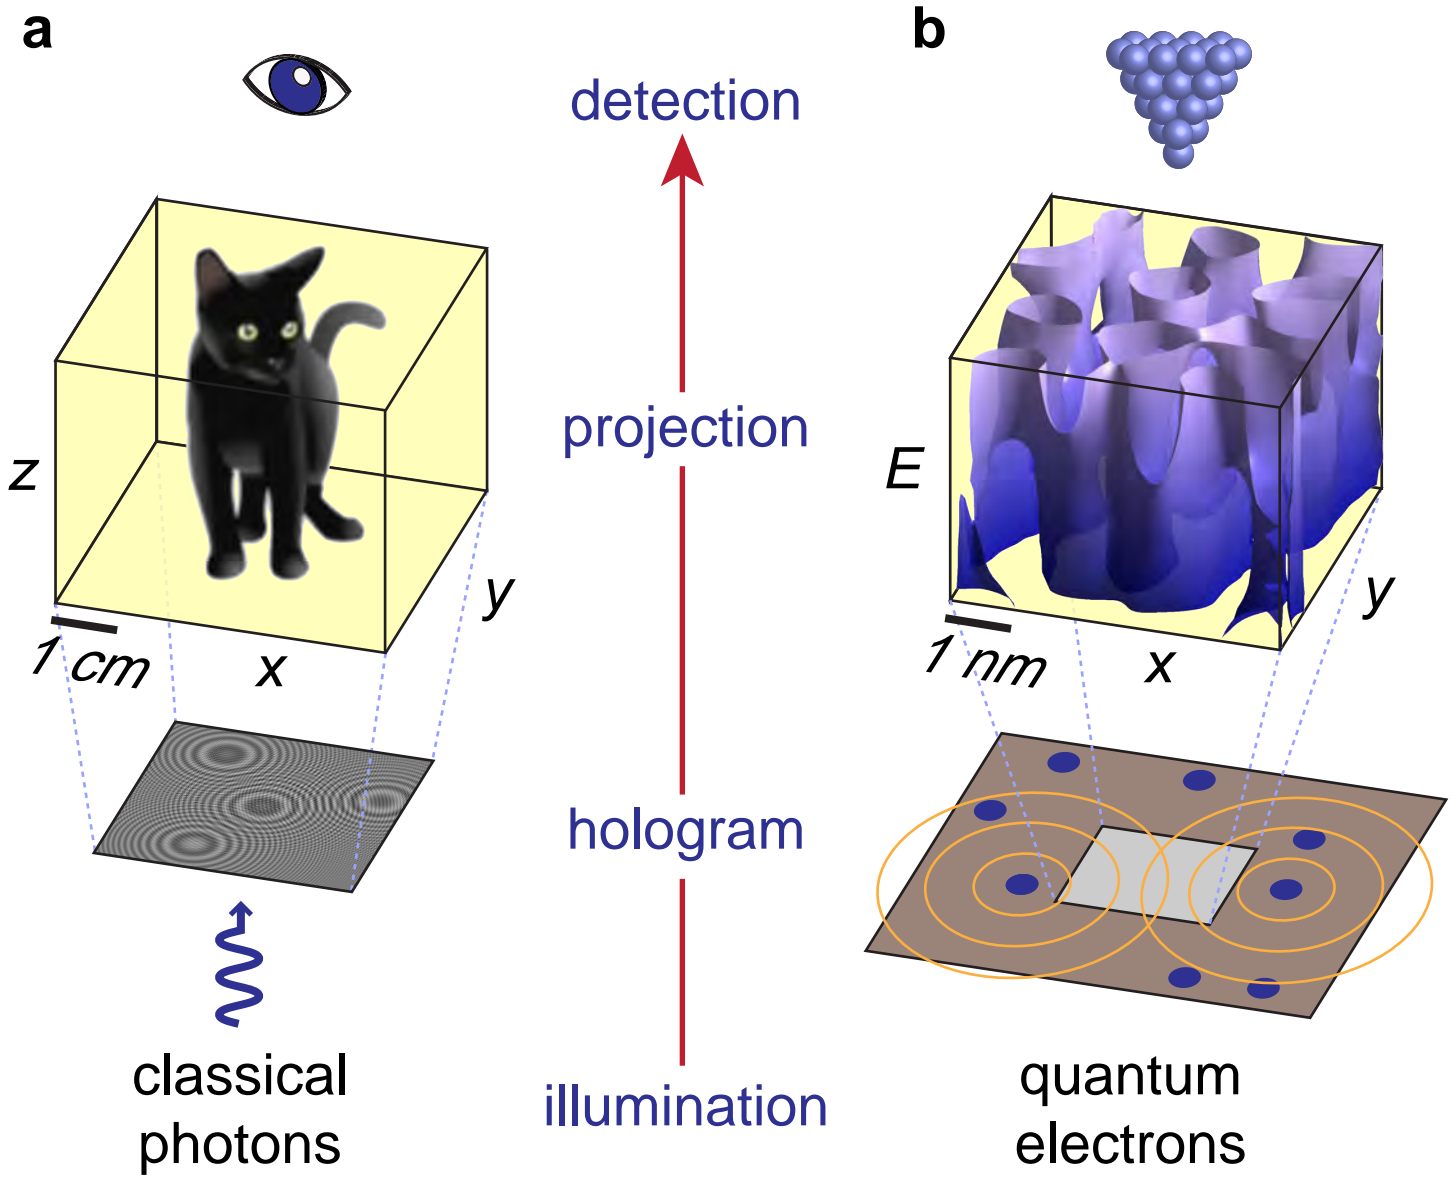 a
b
detection
projection
hologram
illumination
z
y
x
1 cm
E
y
x
1 nm
classical
photons
quantum
electrons